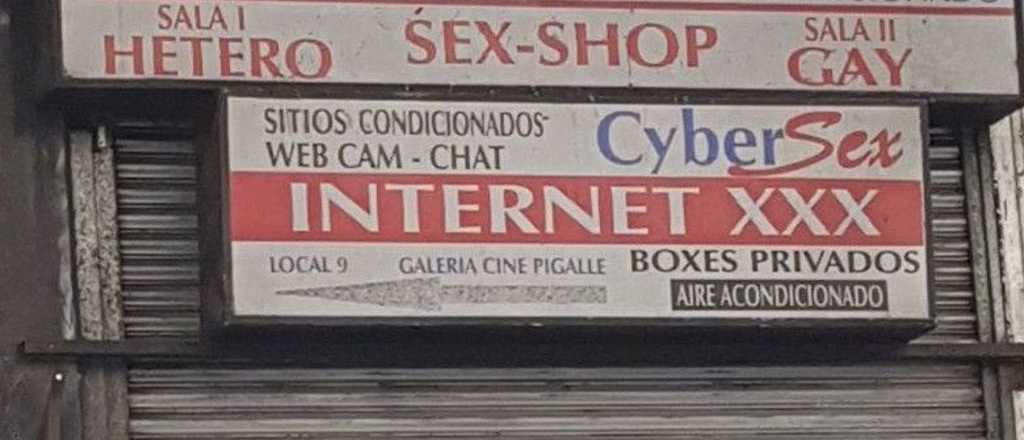 SALA I
HETERO
SEX-SHOP
SALA II
GAY
SITIOS CONDICIONADOS
WEB CAM - CHAT
CyberSex
INTERNET XXX
LOCAL 9 GALERIA CINE PIGALLE
BOXES PRIVADOS
AIRE ACONDICIONADO